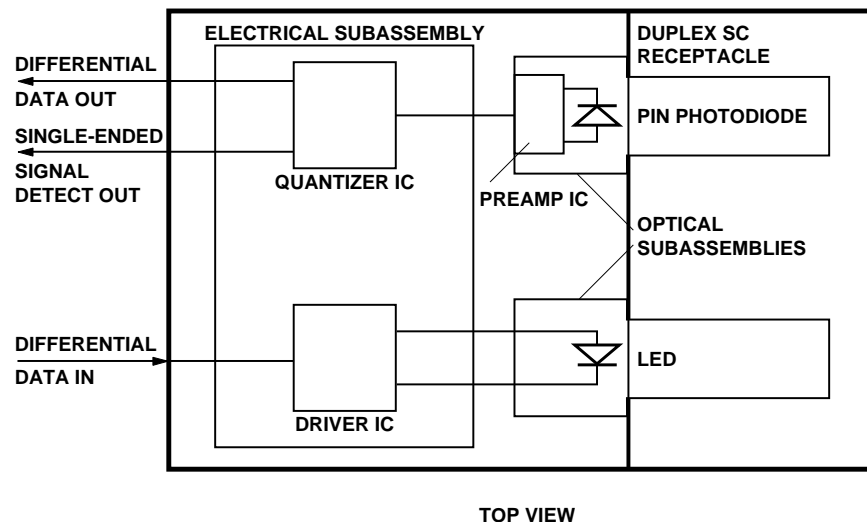 ELECTRICAL SUBASSEMBLY
DUPLEX SC
RECEPTACLE
DIFFERENTIAL
DATA OUT
SINGLE-ENDED
SIGNAL
DETECT OUT
QUANTIZER IC
PREAMP IC
PIN PHOTODIODE
OPTICAL
SUBASSEMBLIES
DIFFERENTIAL
DATA IN
DRIVER IC
LED
TOP VIEW